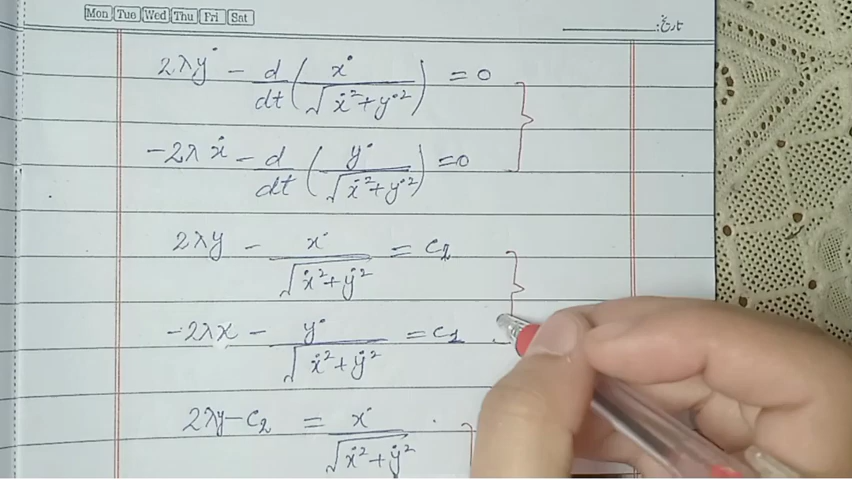 Mon Tue Wed Thu Fri Sat
تاریخ:
2λẏ - d/dt(ẋ/√(ẋ²+ẏ²)) = 0
-2λẋ - d/dt(ẏ/√(ẋ²+ẏ²)) = 0
2λy - ẋ/√(ẋ²+ẏ²) = c₂
-2λx - ẏ/√(ẋ²+ẏ²) = c₁
2λy - c₂ = ẋ/√(ẋ²+ẏ²)